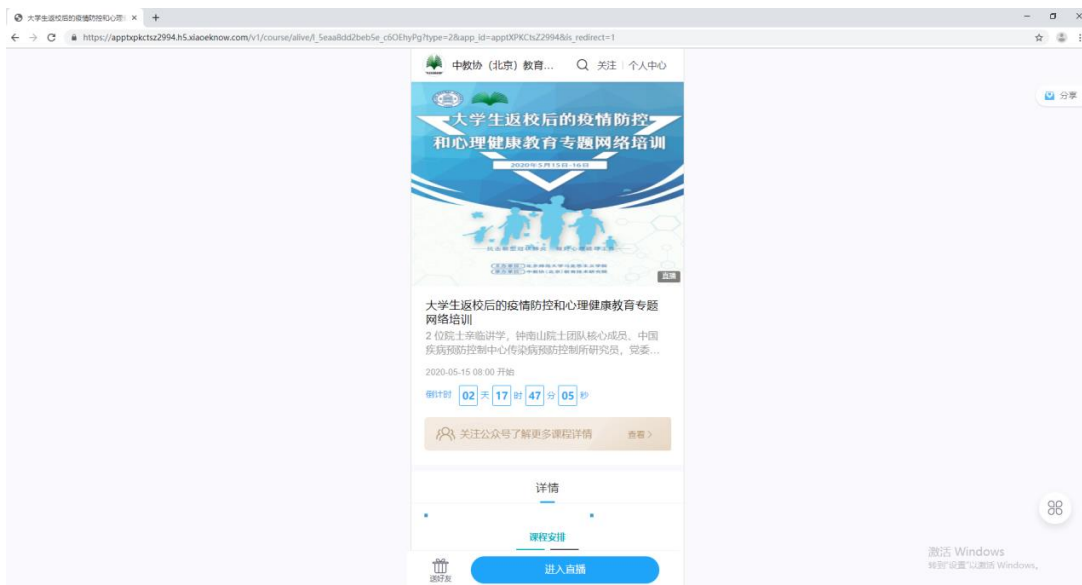 大学生返校后的疫情防控和心理
https://apptxpkctsz2994.h5.xiaoeknow.com/v1/course/alive/l_5eaa8dd2beb5e_c6OEhyPg?type=2&app_id=apptXPKCtsZ2994&is_redirect=1
中教协（北京）教育... 关注 个人中心
分享
大学生返校后的疫情防控
和心理健康教育专题网络培训
2020年5月15日-16日
直播
大学生返校后的疫情防控和心理健康教育专题
网络培训
2 位院士亲临讲学，钟南山院士团队核心成员、中国
疾病预防控制中心传染病预防控制所研究员，党委...
2020-05-15 08:00 开始
倒计时 02 天 17 时 47 分 05 秒
关注公众号了解更多课程详情 查看
详情
课程安排
送好友 进入直播
激活 Windows
转到"设置"以激活 Windows。